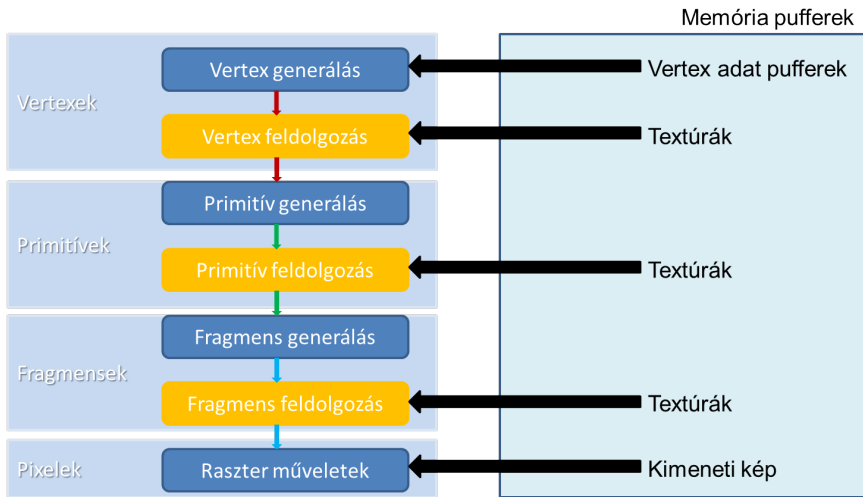 Memória pufferek
Vertexek
Vertex generálás
Vertex adat pufferek
Vertex feldolgozás
Textúrák
Primitívek
Primitív generálás
Primitív feldolgozás
Textúrák
Fragmensek
Fragmens generálás
Fragmens feldolgozás
Textúrák
Pixelek
Raszter műveletek
Kimeneti kép